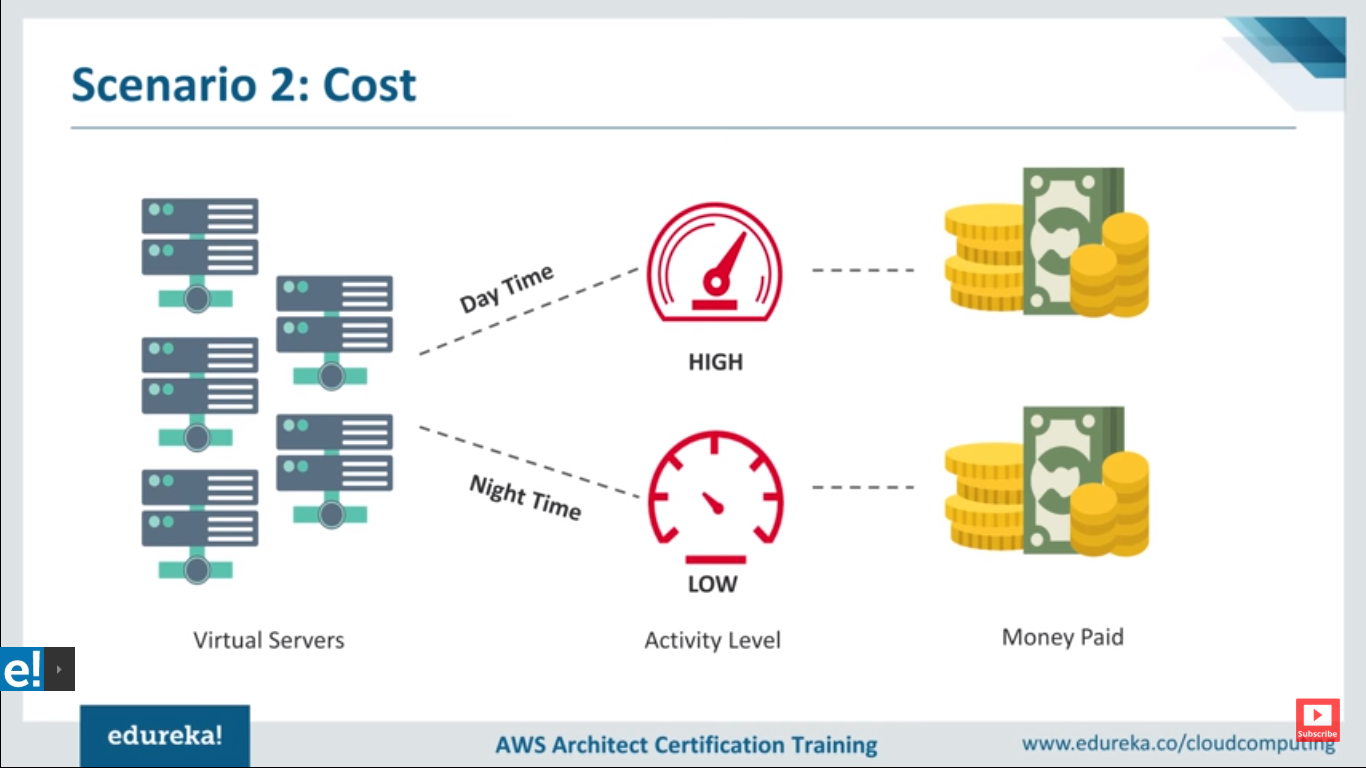 Scenario 2: Cost
Day Time
HIGH
Night Time
LOW
Virtual Servers
Activity Level
Money Paid
e!
edureka!
AWS Architect Certification Training
www.edureka.co/cloudcomputing
Subscribe